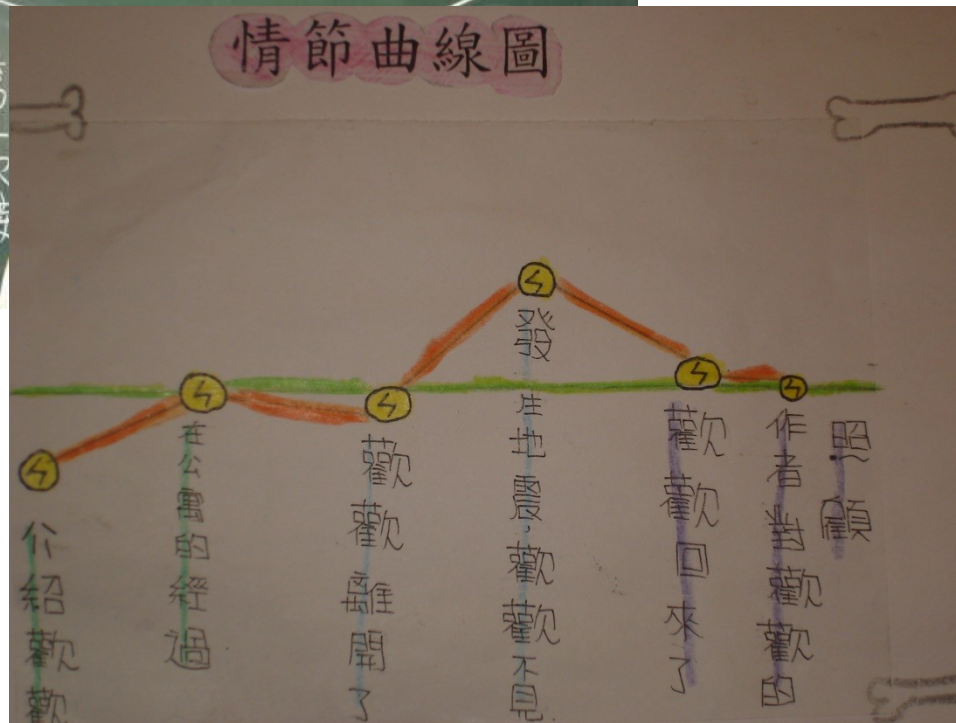 情節曲線圖
介紹歡歡
在公寓的經過
歡歡離開了
發生地震,歡歡不見
歡歡回來了
作者對歡歡的
照顧